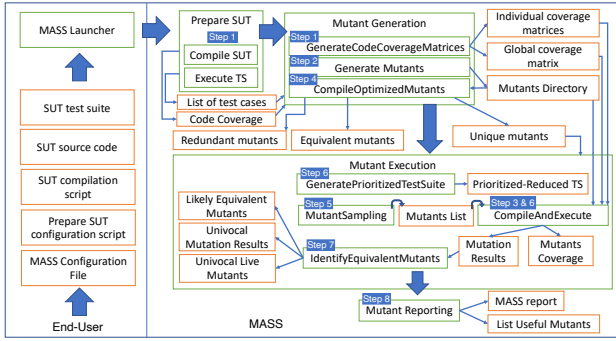 MASS Launcher
SUT test suite
SUT source code
SUT compilation
script
Prepare SUT
configuration script
MASS Configuration
File
End-User
Prepare SUT
Step 1
Compile SUT
Execute TS
List of test cases
Code Coverage
Mutant Generation
Step 1
GenerateCodeCoverageMatrices
Step 2
Generate Mutants
Step 4
CompileOptimizedMutants
Individual coverage
matrices
Global coverage
matrix
Mutants Directory
Redundant mutants
Equivalent mutants
Unique mutants
Mutant Execution
Step 6
GeneratePrioritizedTestSuite
Prioritized-Reduced TS
Step 5
MutantSampling
Mutants List
Step 3 & 6
CompileAndExecute
Likely Equivalent
Mutants
Univocal
Mutation Results
Univocal Live
Mutants
Step 7
IdentifyEquivalentMutants
Mutation
Results
Mutants
Coverage
Step 8
Mutant Reporting
MASS report
List Useful Mutants
MASS